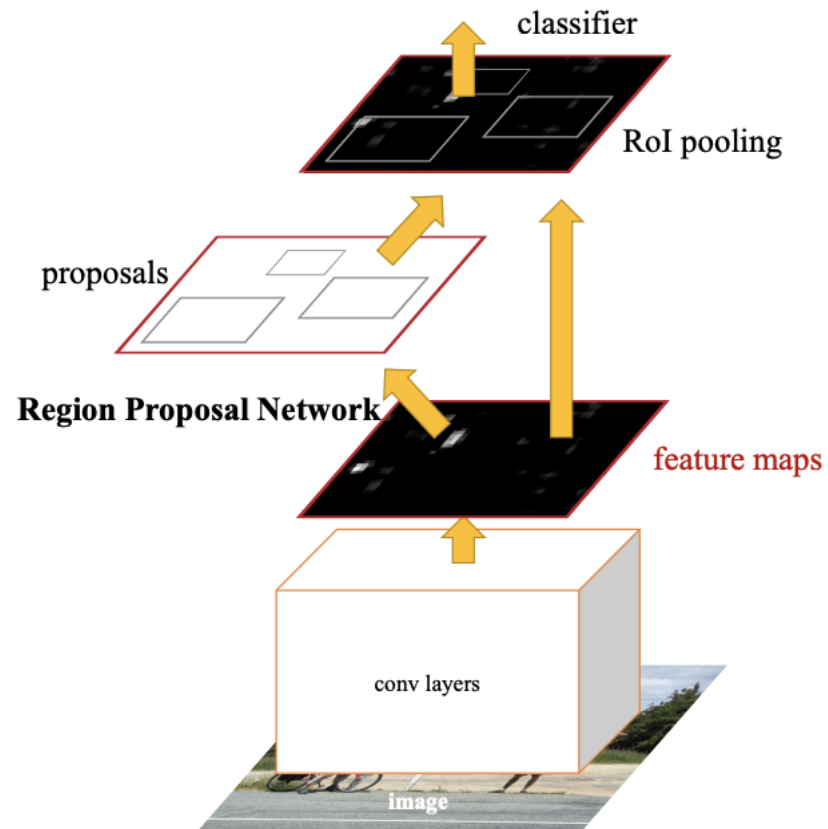 classifier
RoI pooling
proposals
Region Proposal Network
feature maps
conv layers
image